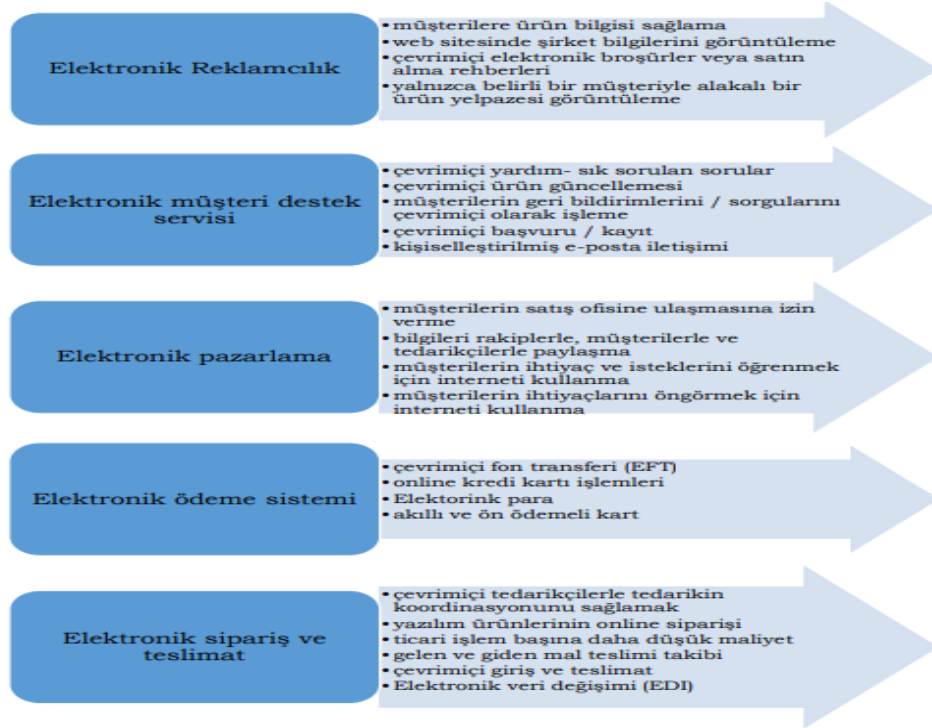 Elektronik Reklamcılık
•müşterilere ürün bilgisi sağlama
•web sitesinde şirket bilgilerini görüntüleme
•çevrimiçi elektronik broşürler veya satın
alma rehberleri
•yalnızca belirli bir müşteriyle alakalı bir
ürün yelpazesi görüntüleme
Elektronik müşteri destek
servisi
•çevrimiçi yardım- sık sorulan sorular
•çevrimiçi ürün güncellemesi
•müşterilerin geri bildirimlerini / sorgularını
çevrimiçi olarak işleme
•çevrimiçi başvuru / kayıt
•kişiselleştirilmiş e-posta iletişimi
Elektronik pazarlama
•müşterilerin satış ofisine ulaşmasına izin
verme
•bilgileri rakiplerle, müşterilerle ve
tedarikçilerle paylaşma
•müşterilerin ihtiyaç ve isteklerini öğrenmek
için interneti kullanma
•müşterilerin ihtiyaçlarını öngörmek için
interneti kullanma
Elektronik ödeme sistemi
•çevrimiçi fon transferi (EFT)
•online kredi kartı işlemleri
•Elektorink para
•akıllı ve ön ödemeli kart
Elektronik sipariş ve
teslimat
•çevrimiçi tedarikçilerle tedarikin
koordinasyonunu sağlamak
•yazılım ürünlerinin online siparişi
•ticari işlem başına daha düşük maliyet
•gelen ve giden mal teslimi takibi
•çevrimiçi giriş ve teslimat
•Elektronik veri değişimi (EDI)